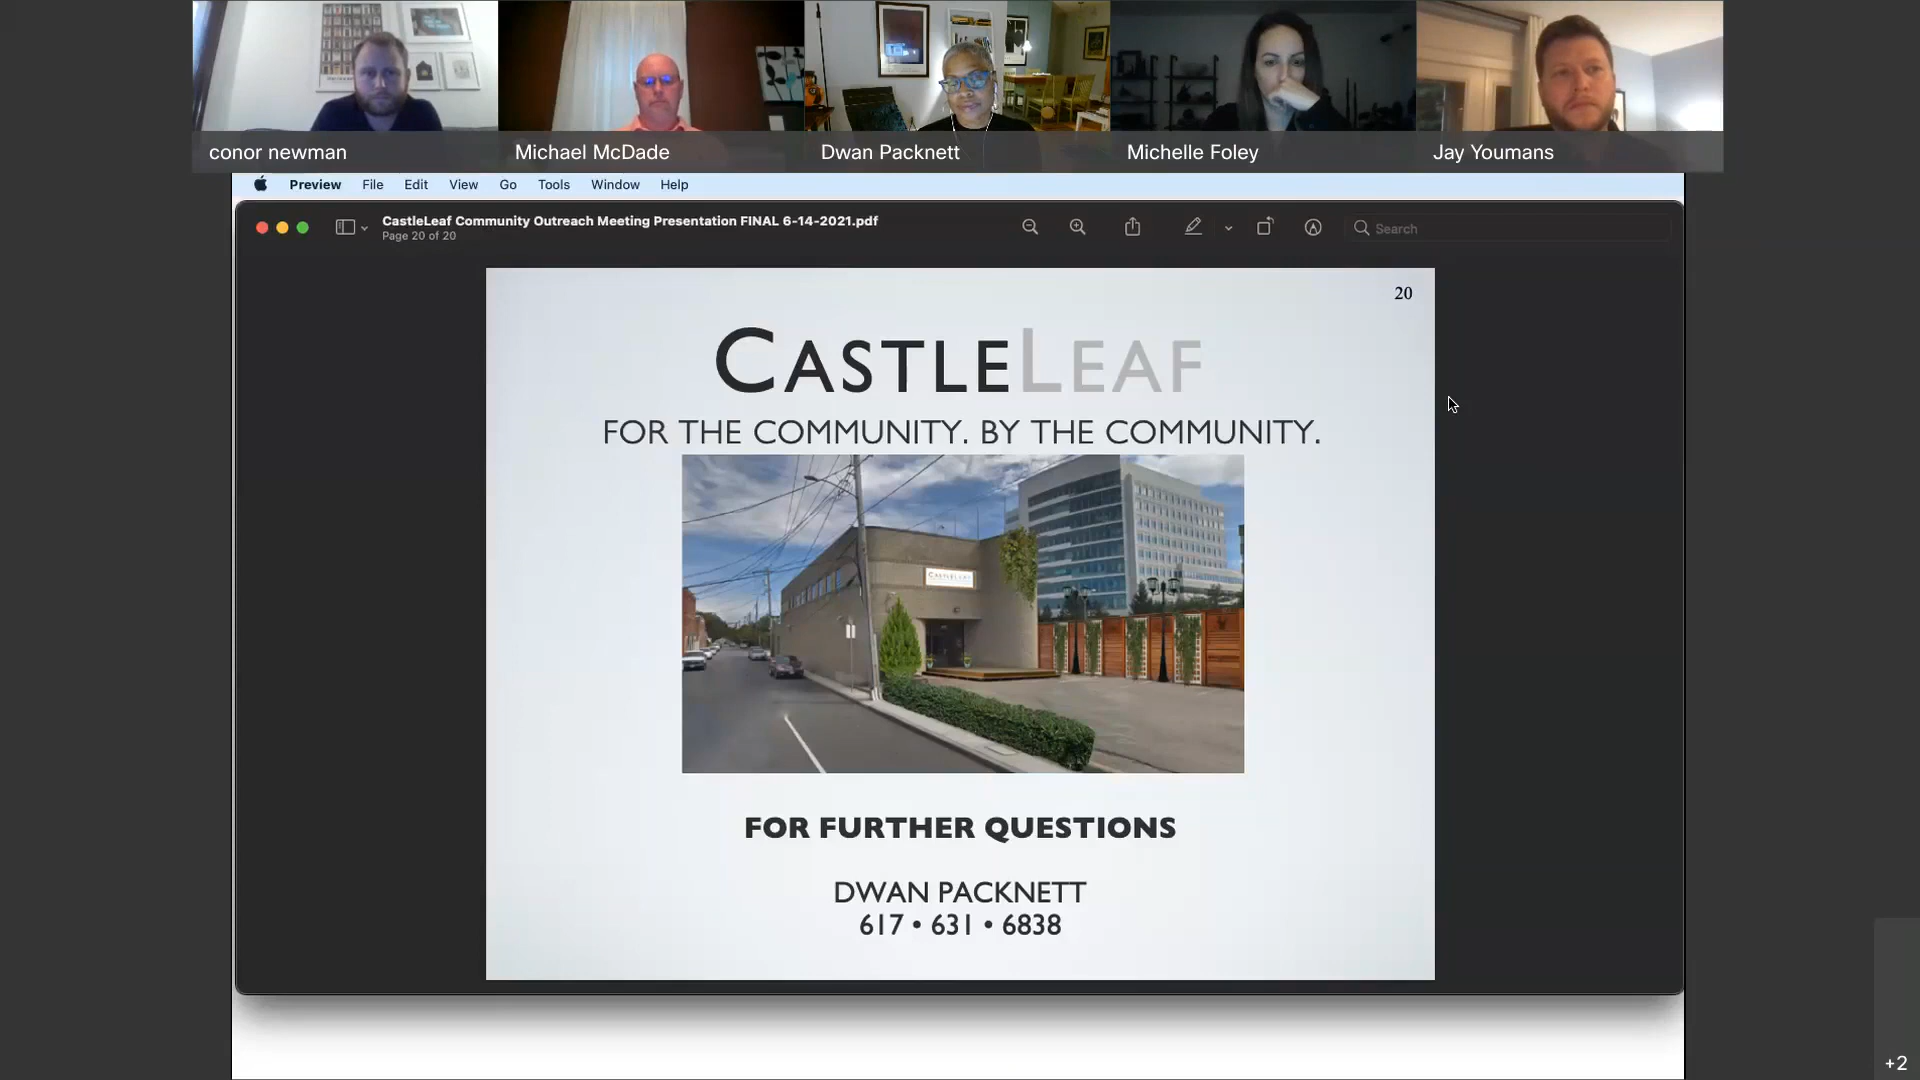 conor newman
Michael McDade
Dwan Packnett
Michelle Foley
Jay Youmans
Preview File Edit View Go Tools Window Help
CastleLeaf Community Outreach Meeting Presentation FINAL 6-14-2021.pdf
Page 20 of 20
Search
20
CASTLELEAF
FOR THE COMMUNITY. BY THE COMMUNITY.
CASTLELEAF
FOR FURTHER QUESTIONS
DWAN PACKNETT
617 • 631 • 6838
+2